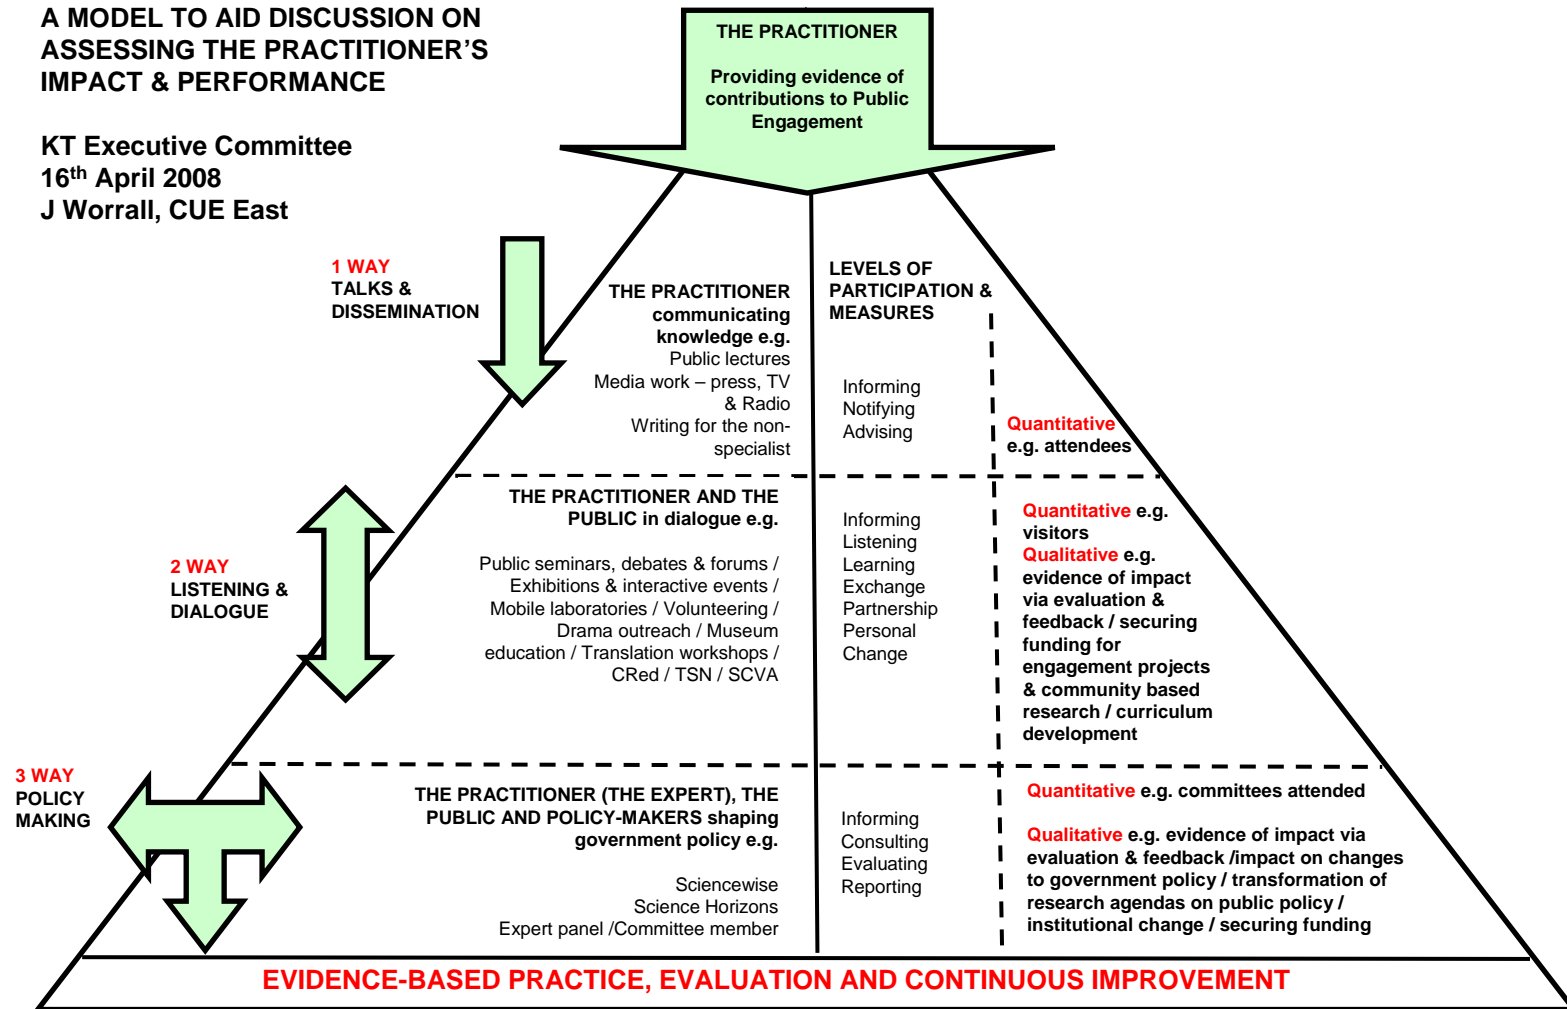 A MODEL TO AID DISCUSSION ON
ASSESSING THE PRACTITIONER'S
IMPACT & PERFORMANCE
KT Executive Committee
16th April 2008
J Worrall, CUE East
THE PRACTITIONER
Providing evidence of
contributions to Public
Engagement
1 WAY
TALKS &
DISSEMINATION
THE PRACTITIONER
communicating
knowledge e.g.
Public lectures
Media work – press, TV
& Radio
Writing for the non-
specialist
LEVELS OF
PARTICIPATION &
MEASURES
Informing
Notifying
Advising
Quantitative
e.g. attendees
2 WAY
LISTENING &
DIALOGUE
THE PRACTITIONER AND THE
PUBLIC in dialogue e.g.
Public seminars, debates & forums /
Exhibitions & interactive events /
Mobile laboratories / Volunteering /
Drama outreach / Museum
education / Translation workshops /
CRed / TSN / SCVA
Informing
Listening
Learning
Exchange
Partnership
Personal
Change
Quantitative e.g.
visitors
Qualitative e.g.
evidence of impact
via evaluation &
feedback / securing
funding for
engagement projects
& community based
research / curriculum
development
3 WAY
POLICY
MAKING
THE PRACTITIONER (THE EXPERT), THE
PUBLIC AND POLICY-MAKERS shaping
government policy e.g.
Sciencewise
Science Horizons
Expert panel /Committee member
Informing
Consulting
Evaluating
Reporting
Quantitative e.g. committees attended
Qualitative e.g. evidence of impact via
evaluation & feedback /impact on changes
to government policy / transformation of
research agendas on public policy /
institutional change / securing funding
EVIDENCE-BASED PRACTICE, EVALUATION AND CONTINUOUS IMPROVEMENT